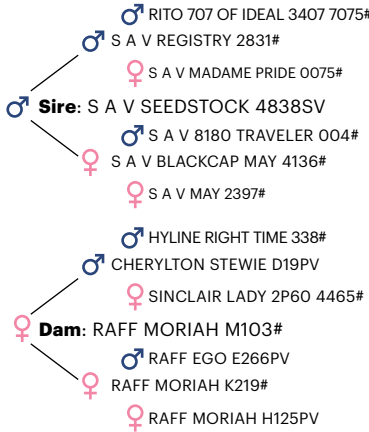 RITO 707 OF IDEAL 3407 7075#
S A V REGISTRY 2831#
S A V MADAME PRIDE 0075#
Sire: S A V SEEDSTOCK 4838SV
S A V 8180 TRAVELER 004#
S A V BLACKCAP MAY 4136#
S A V MAY 2397#
HYLINE RIGHT TIME 338#
CHERYLTON STEWIE D19PV
SINCLAIR LADY 2P60 4465#
Dam: RAFF MORIAH M103#
RAFF EGO E266PV
RAFF MORIAH K219#
RAFF MORIAH H125PV